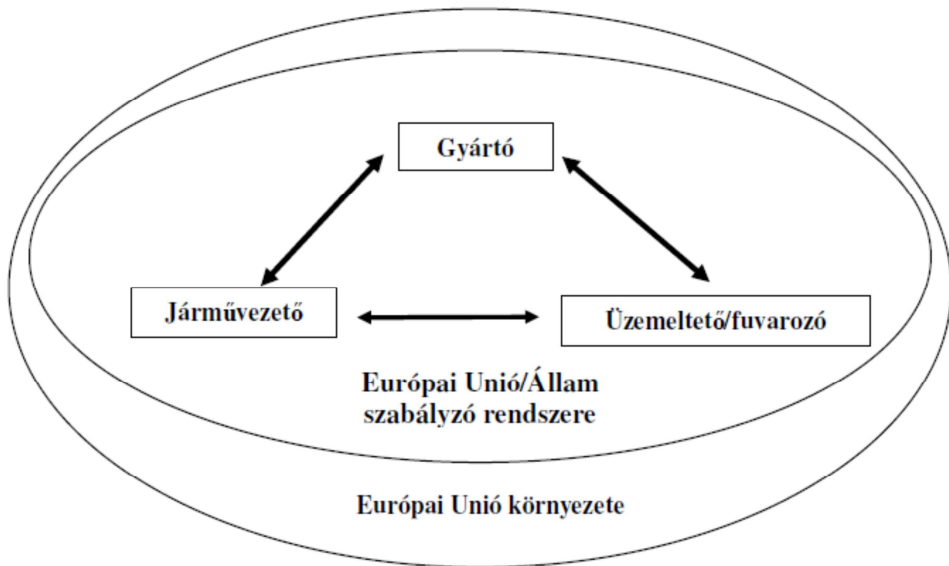 Gyártó
Járművezető
Üzemeltető/fuvarozó
Európai Unió/Állam
szabályzó rendszere
Európai Unió környezete